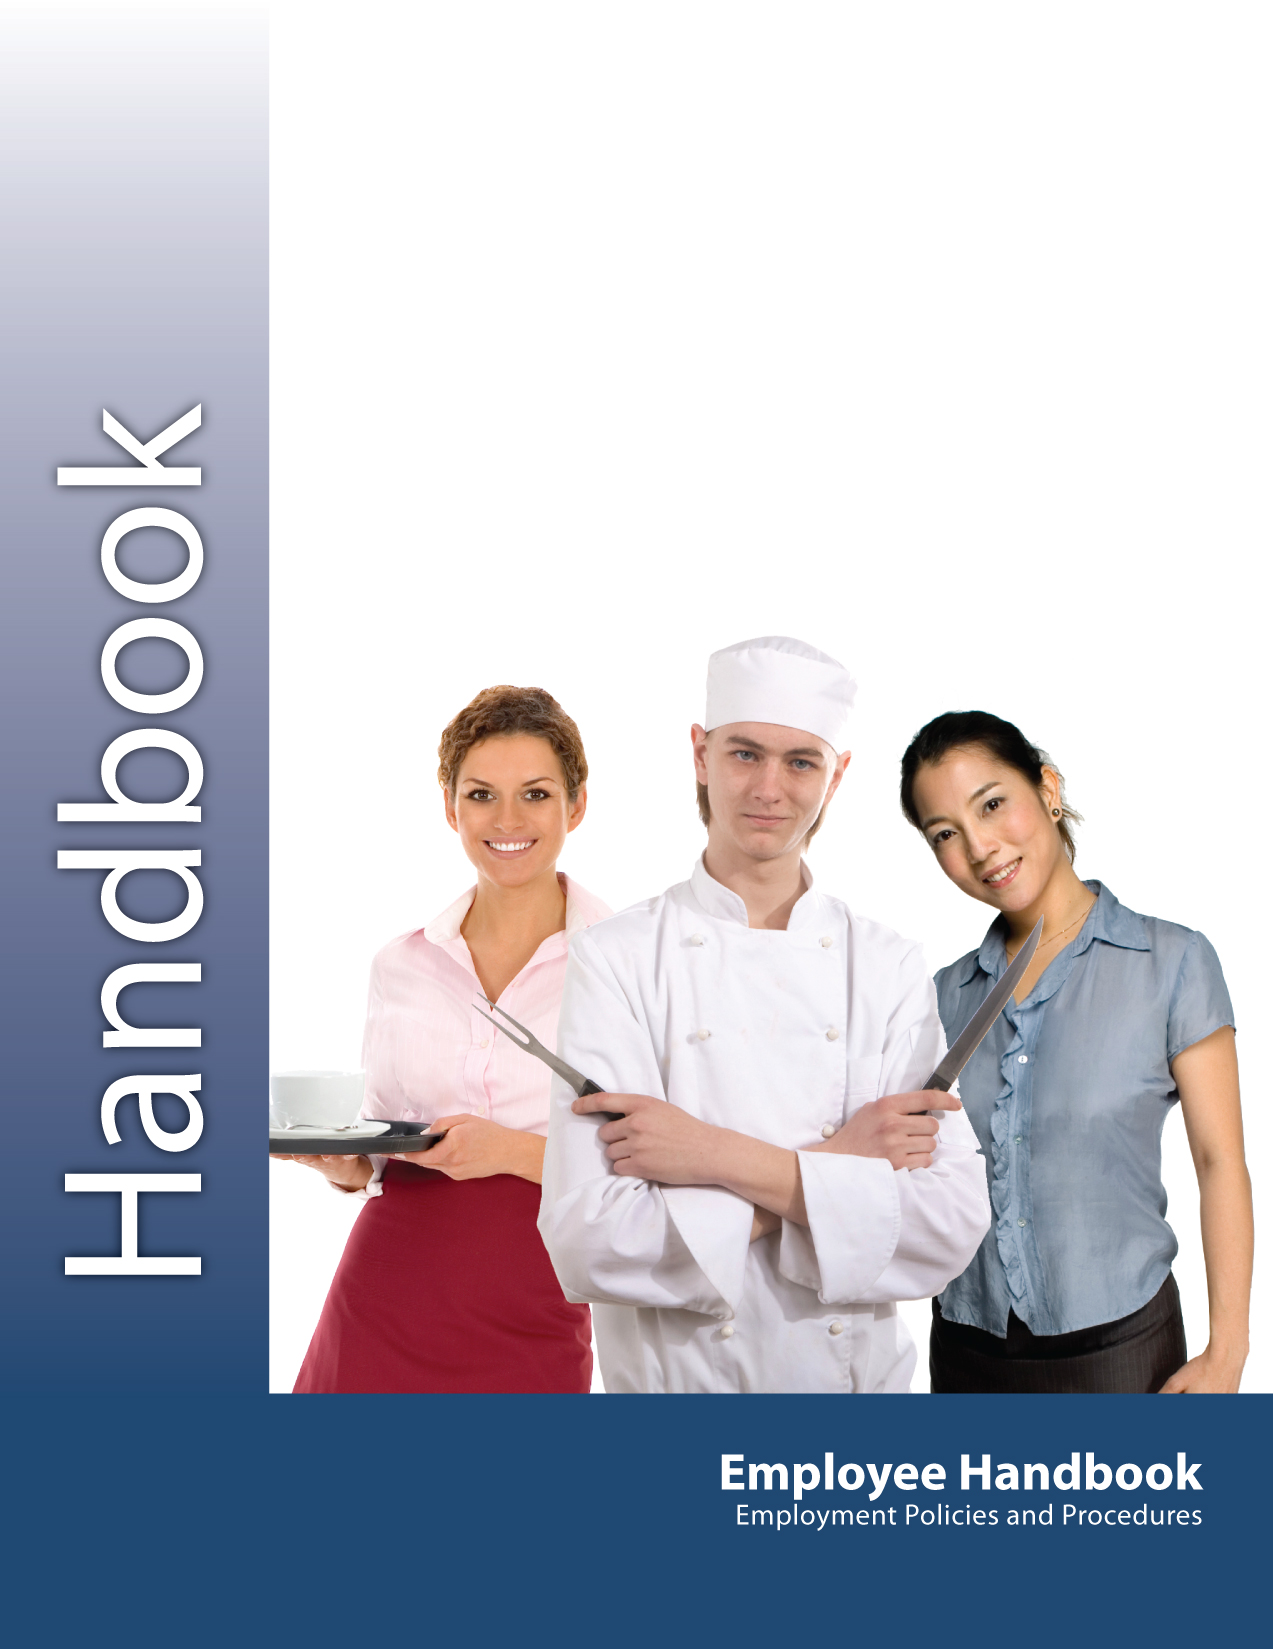 Handbook
Employee Handbook
Employment Policies and Procedures